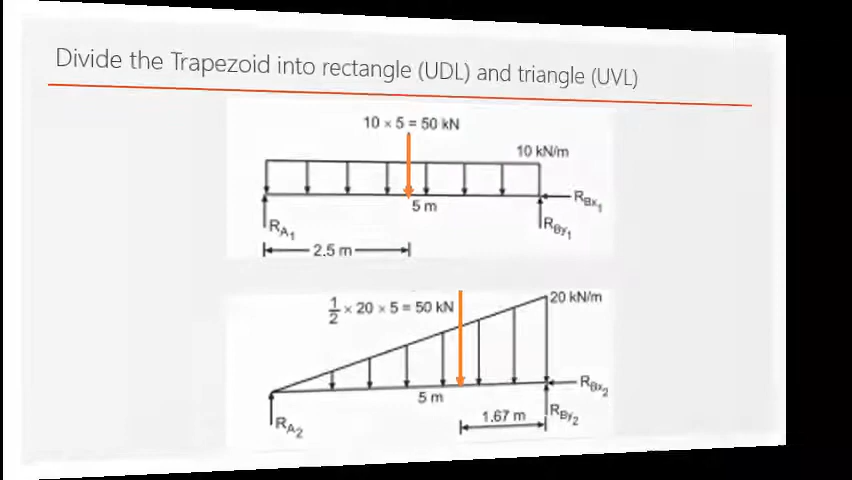 Divide the Trapezoid into rectangle (UDL) and triangle (UVL)
10 × 5 = 50 kN
10 kN/m
5 m
R_Bx₁
R_A₁
R_By₁
2.5 m
1/2 × 20 × 5 = 50 kN
20 kN/m
5 m
R_Bx₂
R_A₂
1.67 m
R_By₂